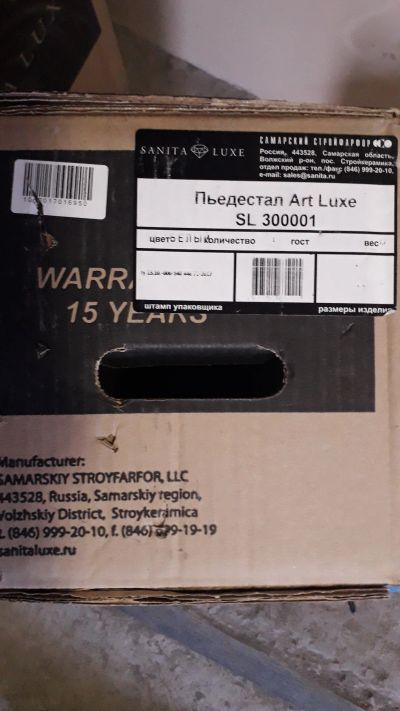 A LUX
SANITA LUXE
САМАРСКИЙ СТРОЙФАРФОР
Россия, 443528, Самарская область,
Волжский р-он, пос. Стройкерамика,
отдел продаж: тел./факс (846) 999-20-10,
e-mail: sales@sanita.ru
Пьедестал Art Luxe
SL 300001
цвет количество гост вес
штамп упаковщика размеры изделия
WARRA
15 YEARS
Manufacturer:
SAMARSKIY STROYFARFOR, LLC
443528, Russia, Samarskiy region,
Volzhskiy District, Stroykeramica
t. (846) 999-20-10, f. (846) 999-19-19
sanitaluxe.ru